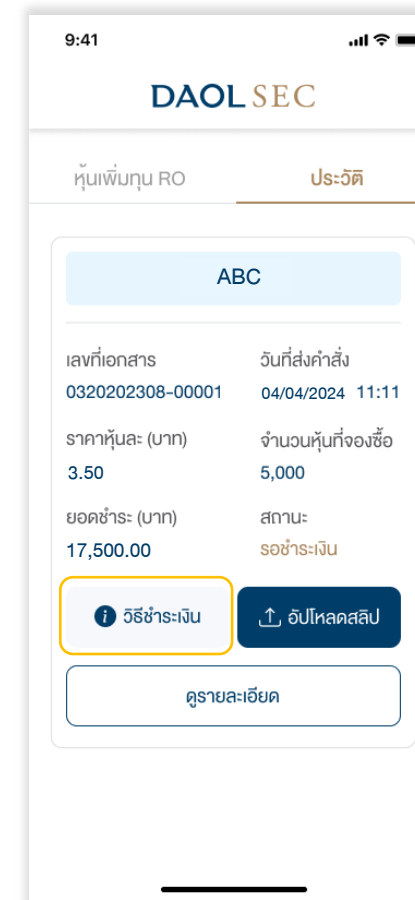 9:41
DAOL SEC
หุ้นเพิ่มทุน RO ประวัติ
ABC
เลขที่เอกสาร วันที่ส่งคำสั่ง
0320202308-00001 04/04/2024 11:11
ราคาหุ้นละ (บาท) จำนวนหุ้นที่จองซื้อ
3.50 5,000
ยอดชำระ (บาท) สถานะ
17,500.00 รอชำระเงิน
วิธีชำระเงิน อัปโหลดสลิป
ดูรายละเอียด